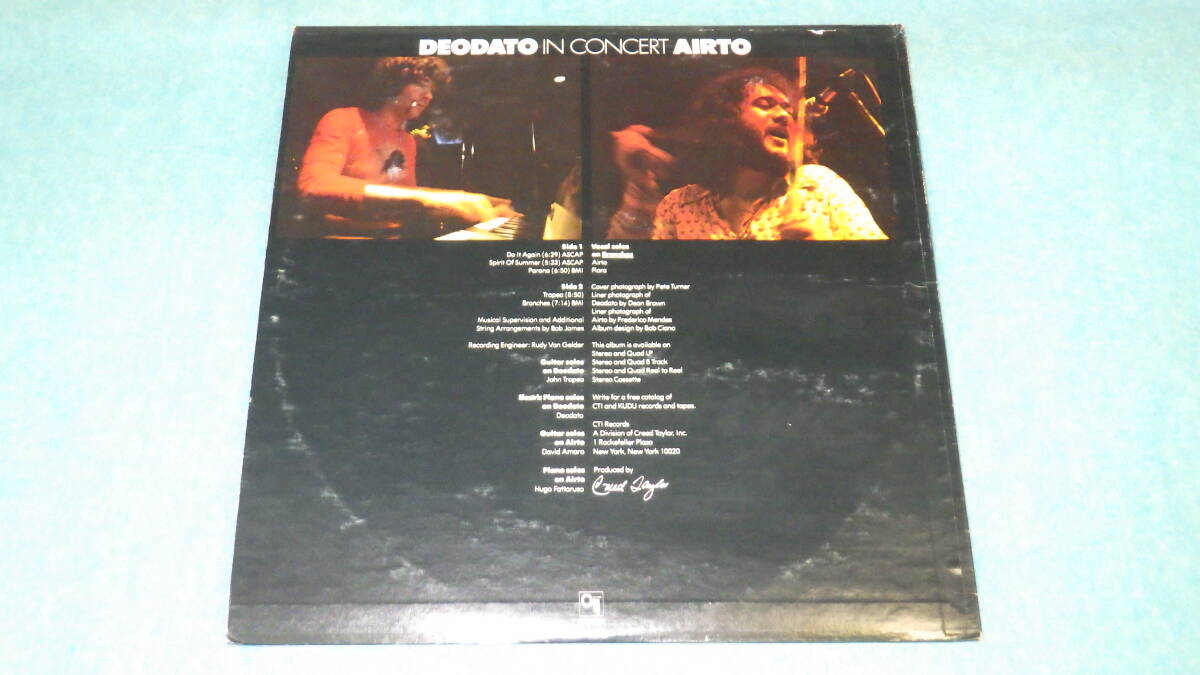 DEODATO IN CONCERT AIRTO
Side 1
Do It Again (6:29) ASCAP
Spirit Of Summer (5:33) ASCAP
Parana (6:50) BMI
Side 2
Tropea (8:50)
Branches (7:14) BMI
Musical Supervision and Additional
String Arrangements by Bob James
Recording Engineer: Rudy Van Gelder
Guitar solos
on Deodato
John Tropea
Electric Piano solos
on Deodato
Deodato
Guitar solos
on Airto
David Amaro
Piano solos
on Airto
Hugo Fattoruso
Vocal solos
on Branches
Airto
Flora
Cover photograph by Pete Turner
Liner photograph of
Deodato by Dean Brown
Liner photograph of
Airto by Frederico Mendes
Album design by Bob Ciano
This album is available on
Stereo and Quad LP
Stereo and Quad 8 Track
Stereo and Quad Reel to Reel
Stereo Cassette
Write for a free catalog of
CTI and KUDU records and tapes.
CTI Records
A Division of Creed Taylor, Inc.
1 Rockefeller Plaza
New York, New York 10020
Produced by
Creed Taylor
CTI